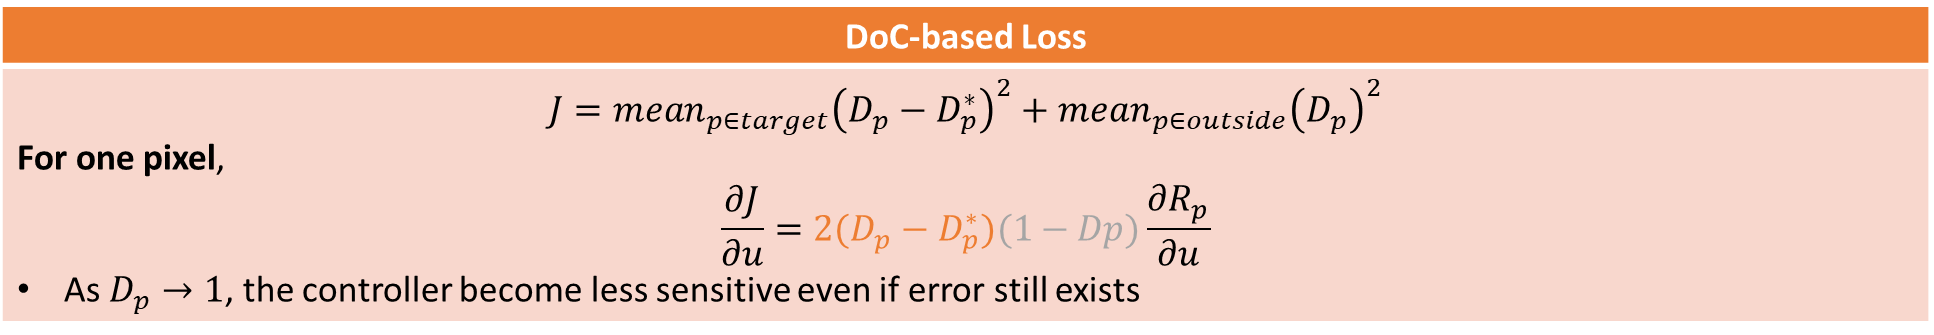 DoC-based Loss
J = mean_{p∈target}(D_p − D_p^*)^2 + mean_{p∈outside}(D_p)^2
For one pixel,
∂J/∂u = 2(D_p − D_p^*)(1 − Dp) ∂R_p/∂u
• As D_p → 1, the controller become less sensitive even if error still exists